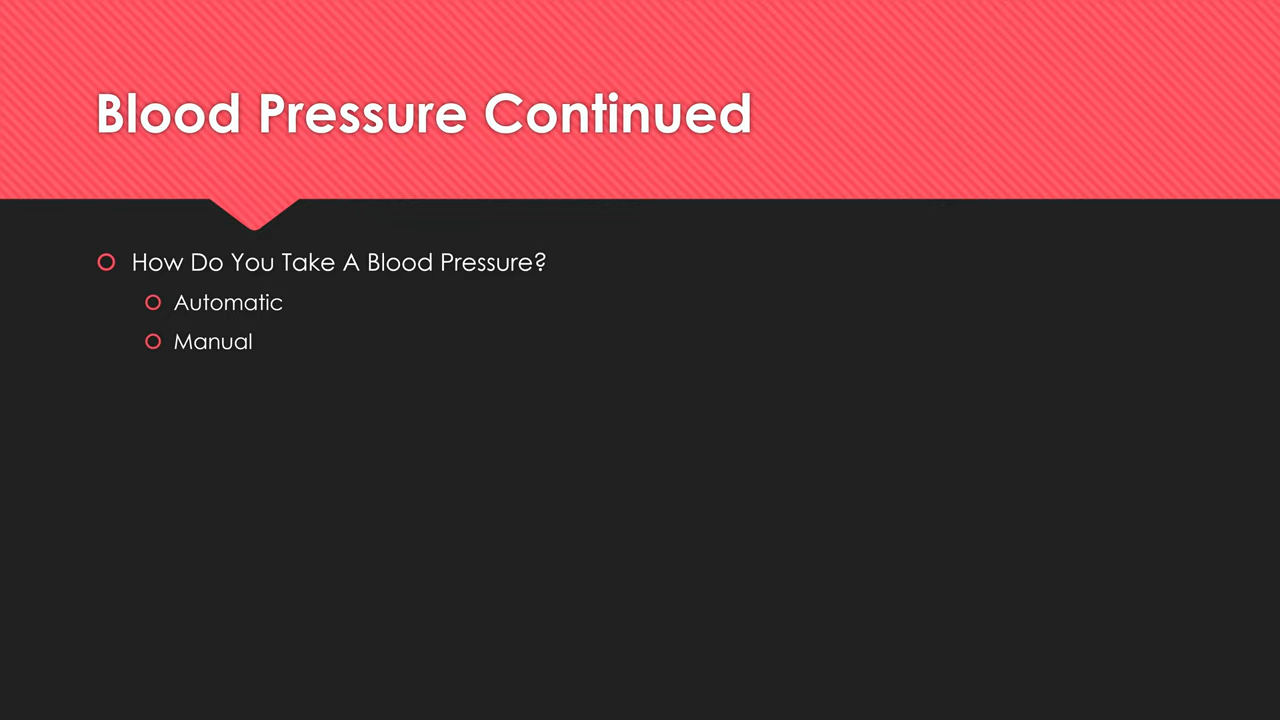 Blood Pressure Continued
How Do You Take A Blood Pressure?
Automatic
Manual